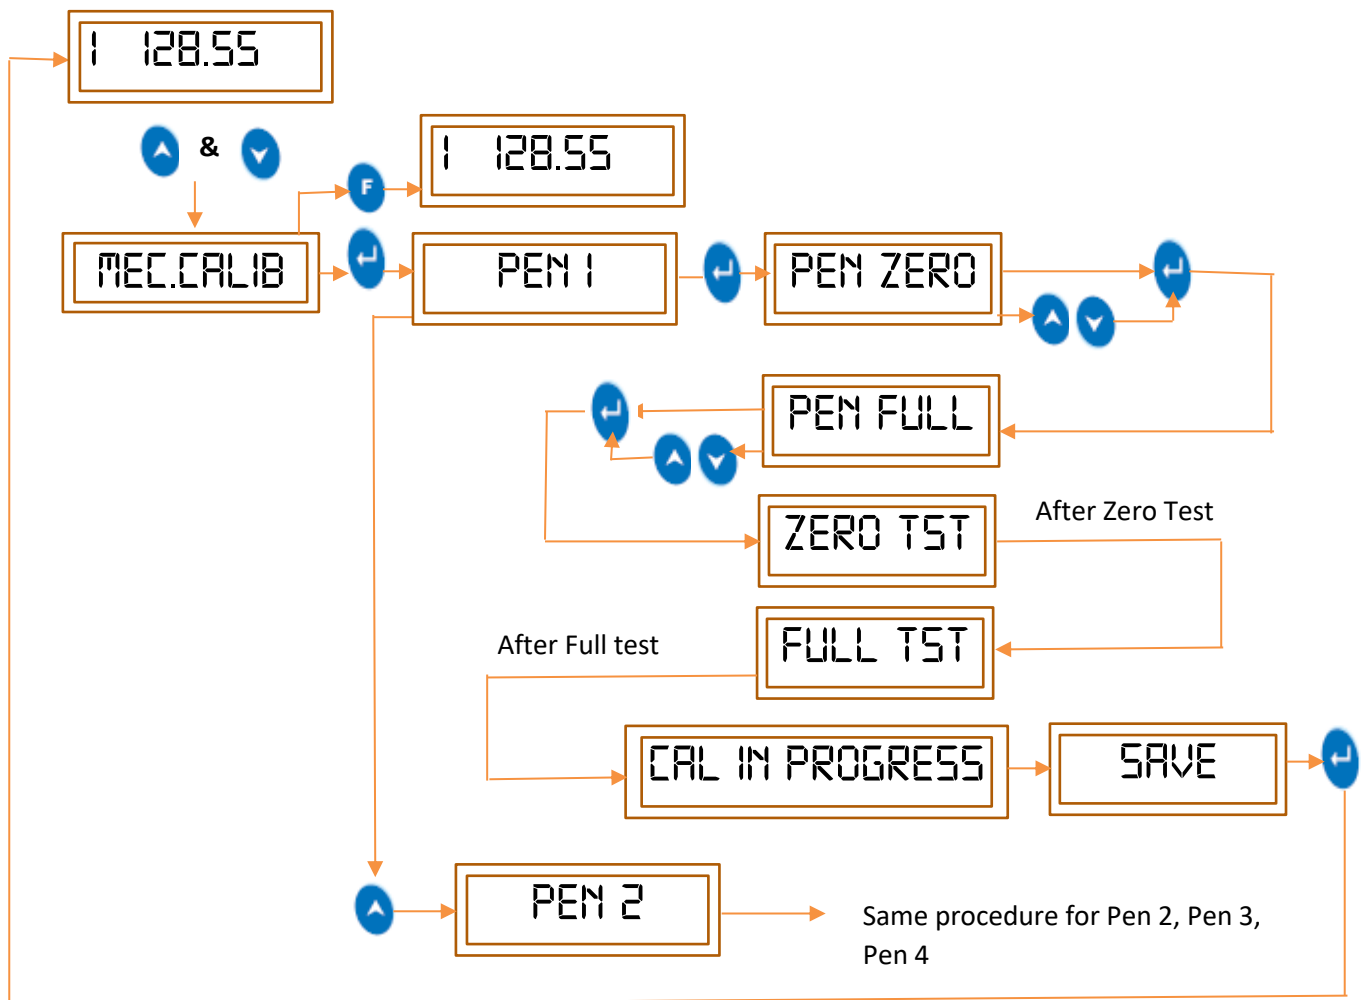 1 128.55
&
F
1 128.55
MEC.CALIB
PEN 1
PEN ZERO
PEN FULL
ZERO TST
After Zero Test
After Full test
FULL TST
CAL IN PROGRESS
SAVE
PEN 2
Same procedure for Pen 2, Pen 3,
Pen 4